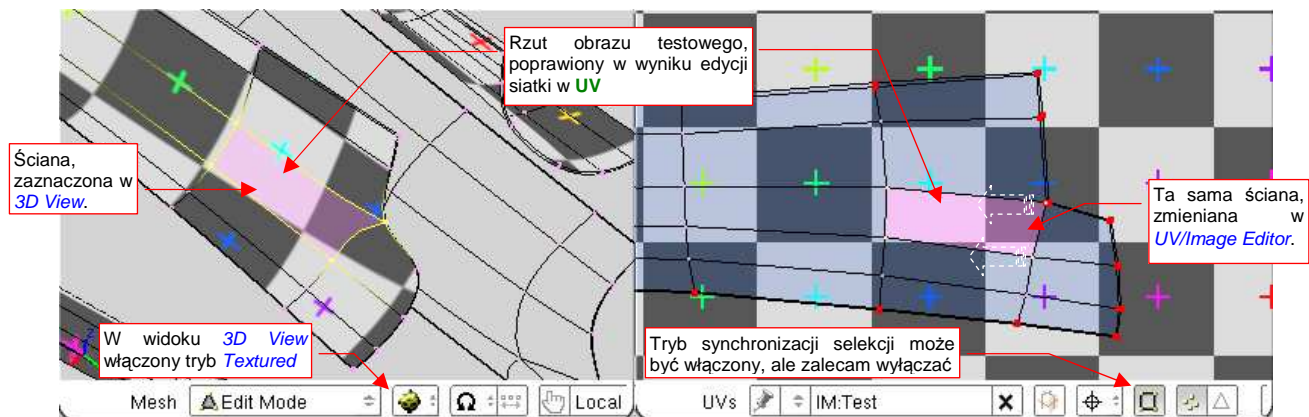 Rzut obrazu testowego,
poprawiony w wyniku edycji
siatki w UV
Ściana,
zaznaczona w
3D View.
Ta sama ściana,
zmieniana w
UV/Image Editor.
W widoku 3D View
włączony tryb Textured
Tryb synchronizacji selekcji może
być włączony, ale zalecam wyłączać
Mesh Edit Mode Local
UVs IM:Test